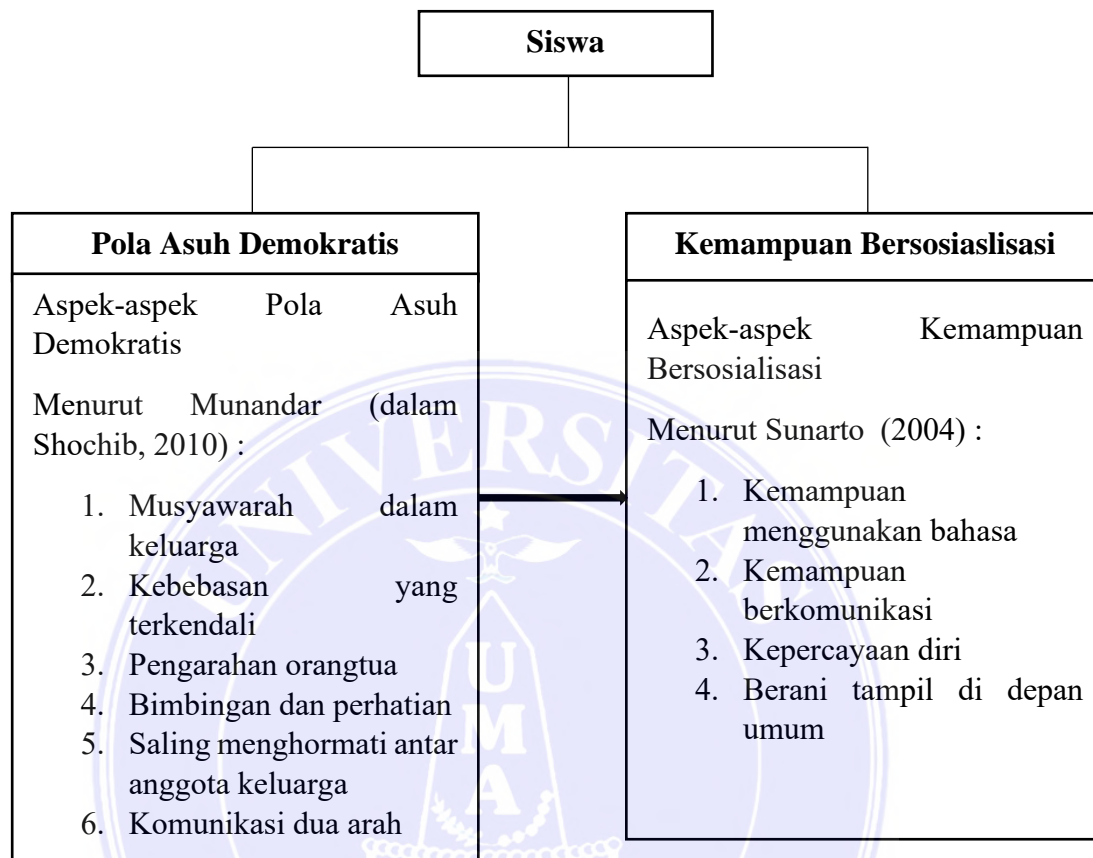 Siswa
Pola Asuh Demokratis
Aspek-aspek Pola Asuh
Demokratis
Menurut Munandar (dalam
Shochib, 2010) :
1. Musyawarah dalam
keluarga
2. Kebebasan yang
terkendali
3. Pengarahan orangtua
4. Bimbingan dan perhatian
5. Saling menghormati antar
anggota keluarga
6. Komunikasi dua arah
Kemampuan Bersosiaslisasi
Aspek-aspek Kemampuan
Bersosialisasi
Menurut Sunarto (2004) :
1. Kemampuan
menggunakan bahasa
2. Kemampuan
berkomunikasi
3. Kepercayaan diri
4. Berani tampil di depan
umum
UNIVERSITAS
UMA